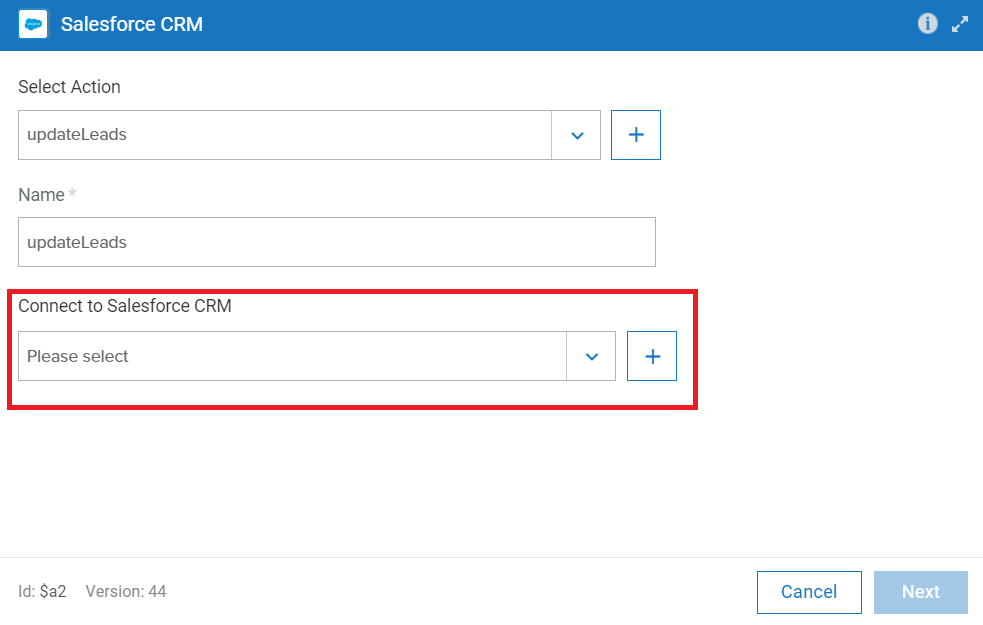 Salesforce CRM
Select Action
updateLeads
Name *
updateLeads
Connect to Salesforce CRM
Please select
Id: $a2 Version: 44
Cancel Next